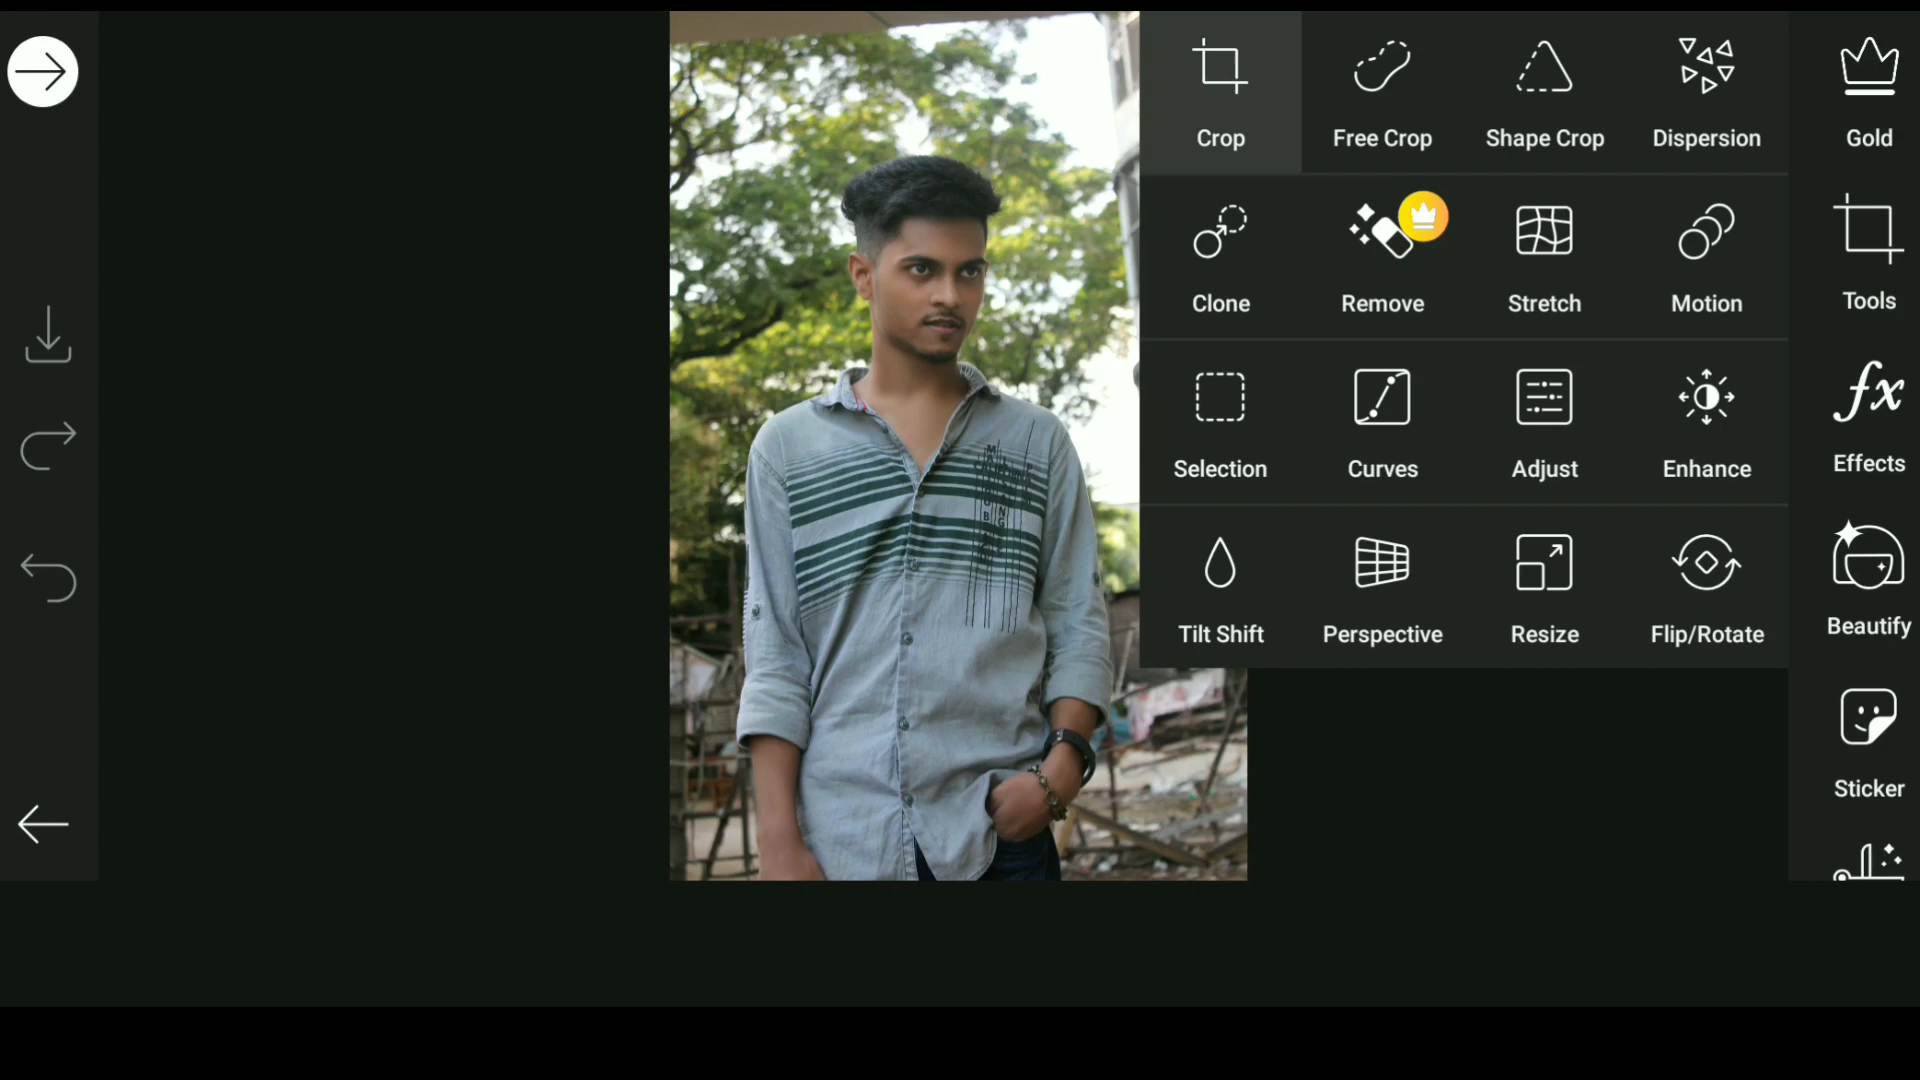 Crop
Free Crop
Shape Crop
Dispersion
Gold
Clone
Remove
Stretch
Motion
Tools
Selection
Curves
Adjust
Enhance
fx
Effects
Tilt Shift
Perspective
Resize
Flip/Rotate
Beautify
Sticker